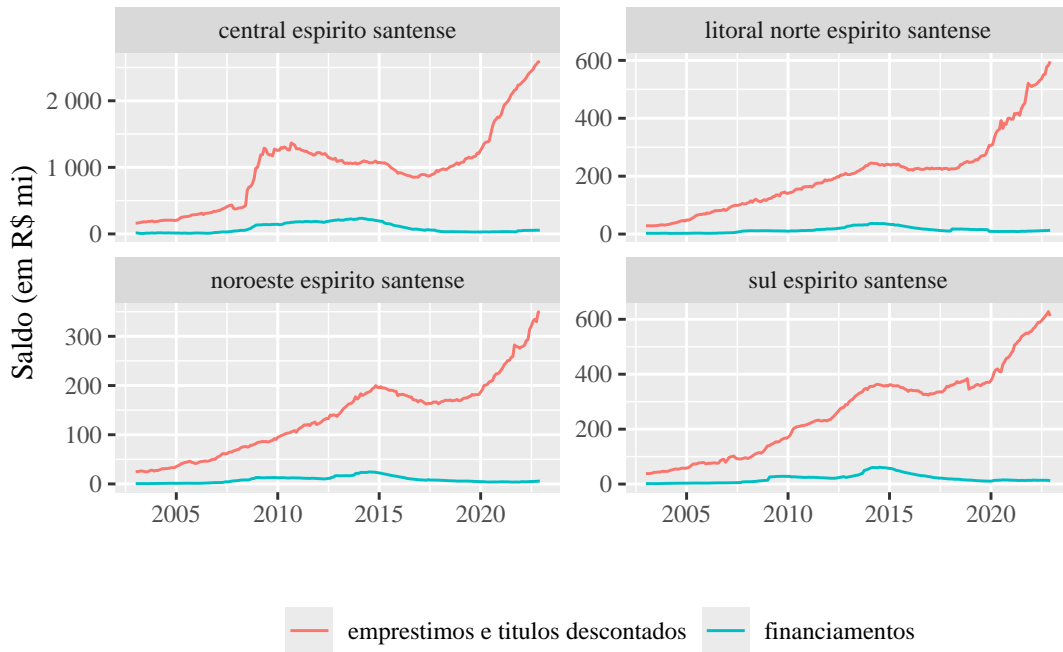 central espirito santense
litoral norte espirito santense
2 000
1 000
0
600
400
200
0
noroeste espirito santense
sul espirito santense
300
200
100
0
600
400
200
0
2005 2010 2015 2020
2005 2010 2015 2020
Saldo (em R$ mi)
emprestimos e titulos descontados
financiamentos